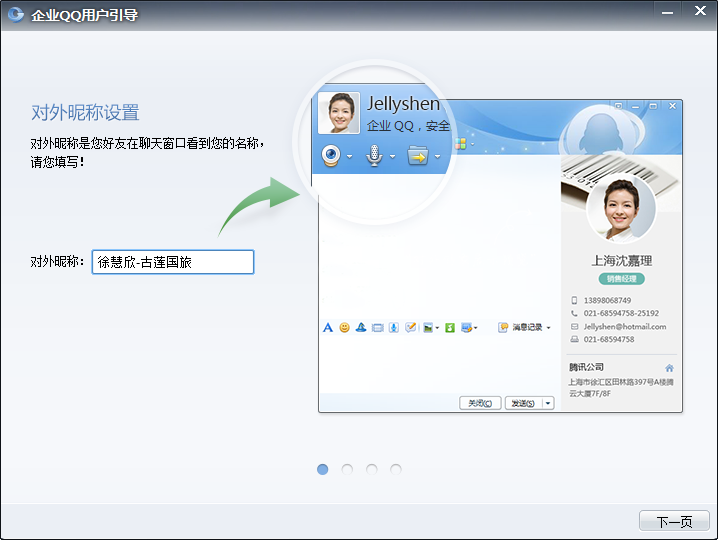 企业QQ用户引导
对外昵称设置
对外昵称是您好友在聊天窗口看到您的名称，
请您填写！
对外昵称：
徐慧欣-古莲国旅
Jellyshen
企业 QQ，安全
上海沈嘉理
销售经理
13898068749
021-68594758-25192
Jellyshen@hotmail.com
021-68594758
腾讯公司
上海市徐汇区田林路397号A楼腾
云大厦7F/8F
消息记录
关闭(C)
发送(S)
下一页